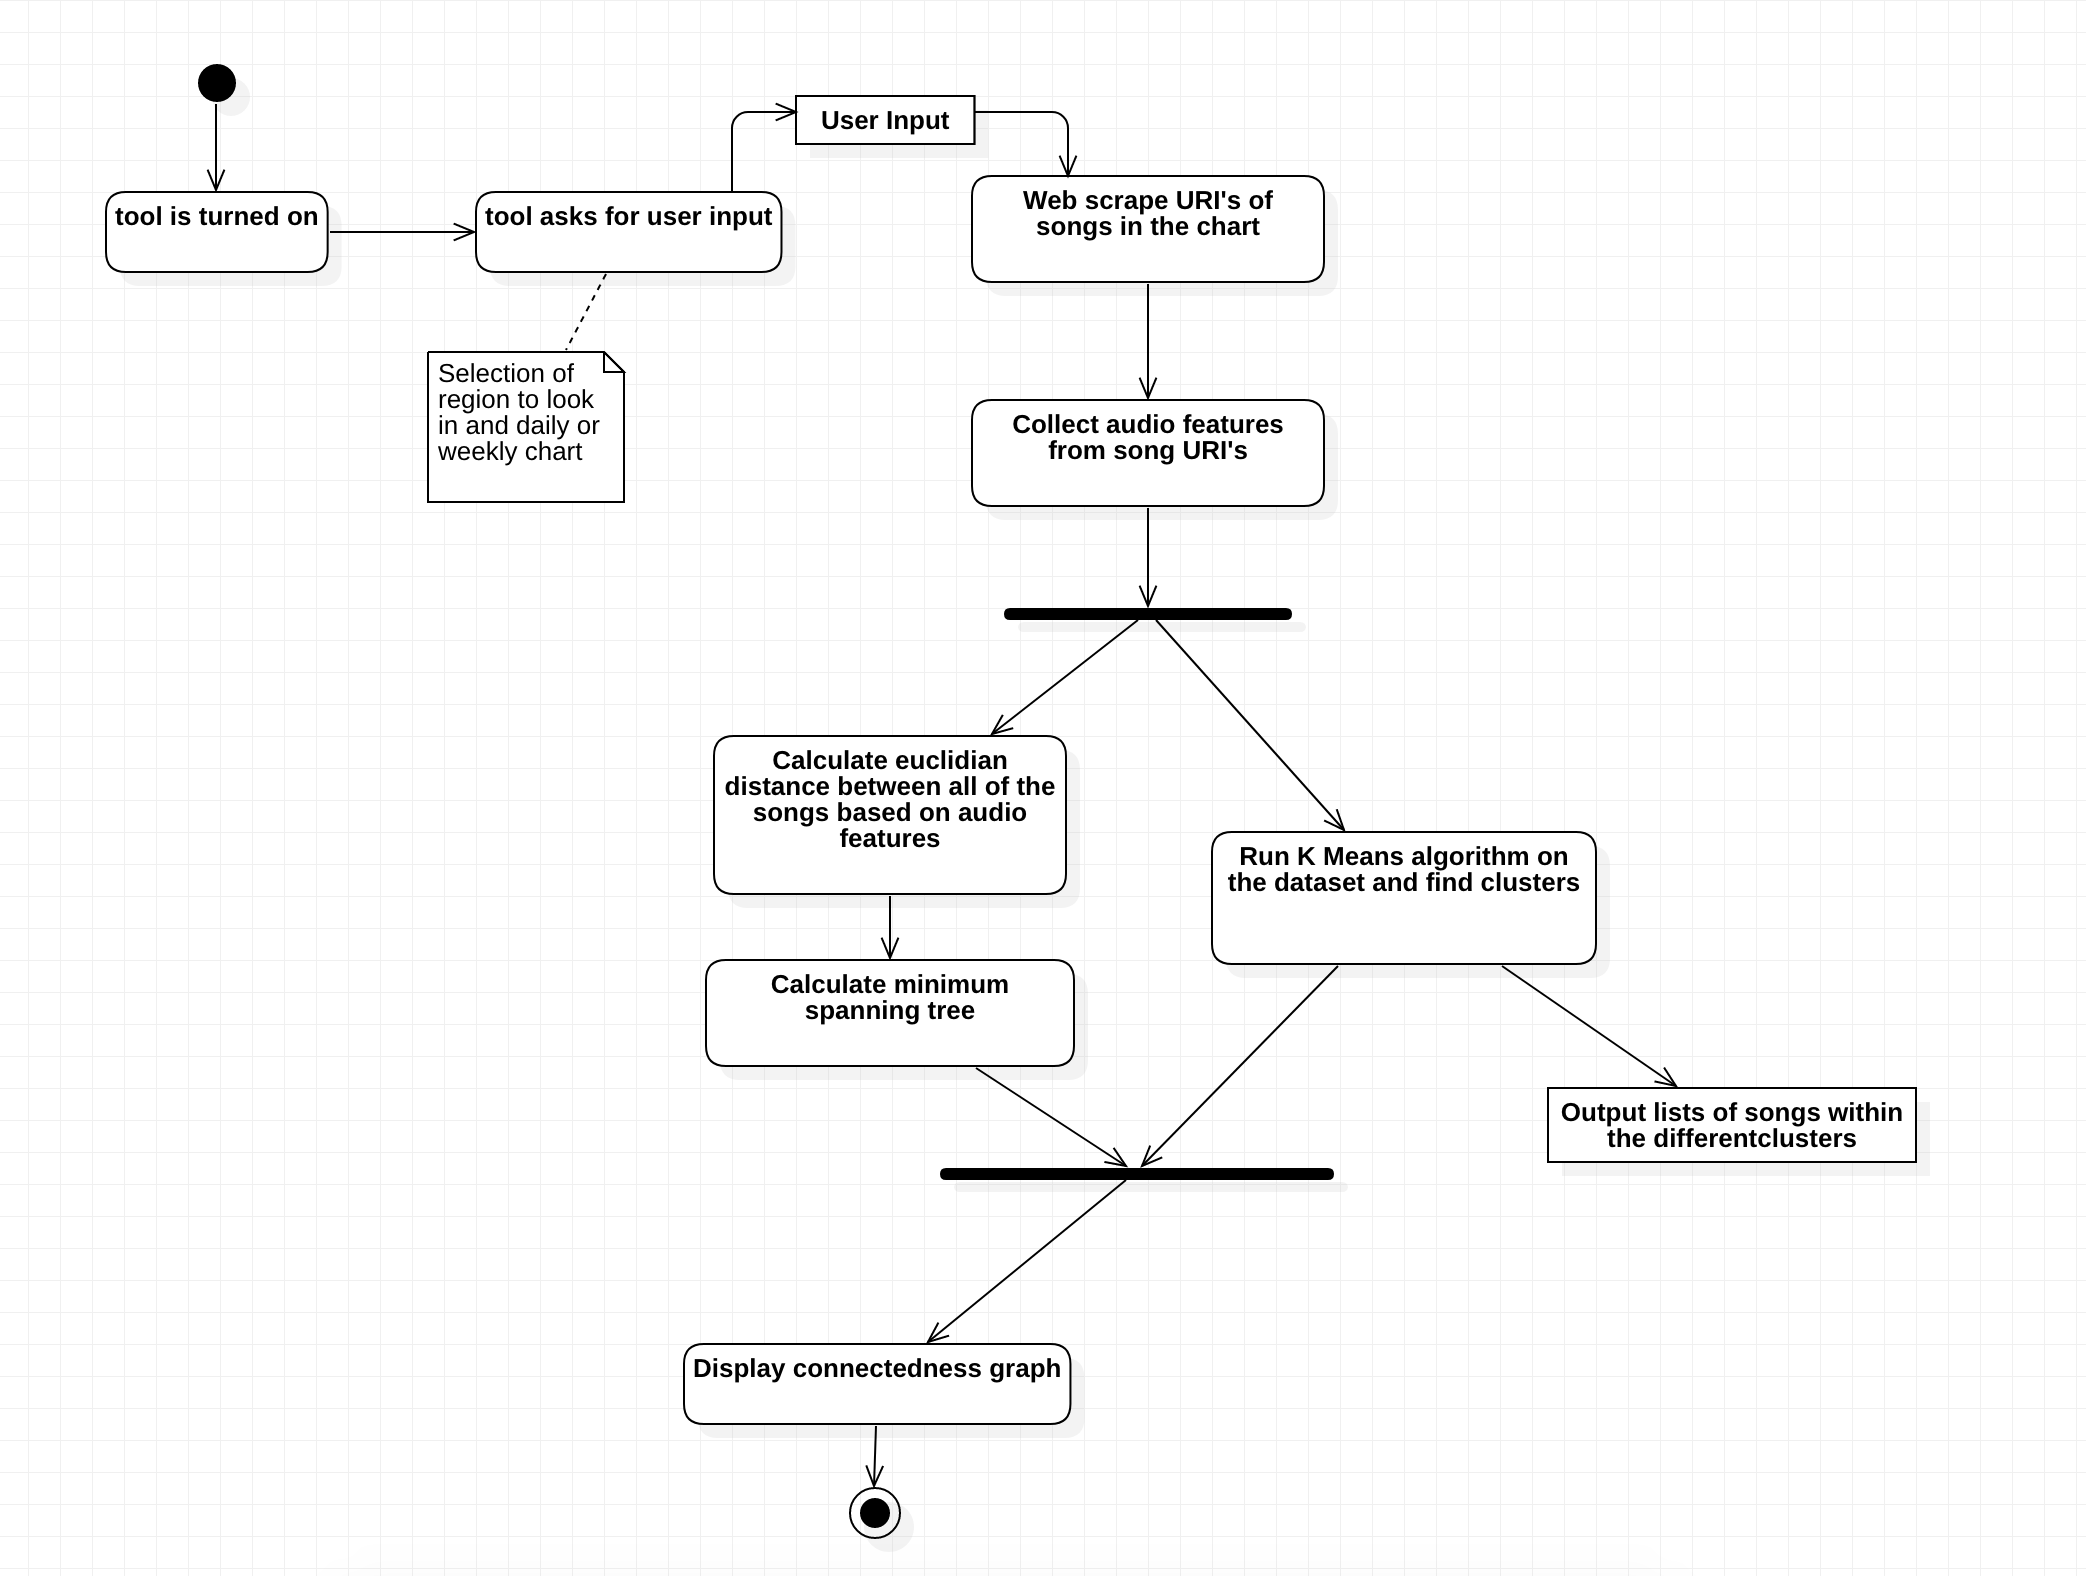 User Input
tool is turned on
tool asks for user input
Web scrape URI's of
songs in the chart
Selection of
region to look
in and daily or
weekly chart
Collect audio features
from song URI's
Calculate euclidian
distance between all of the
songs based on audio
features
Run K Means algorithm on
the dataset and find clusters
Calculate minimum
spanning tree
Output lists of songs within
the differentclusters
Display connectedness graph